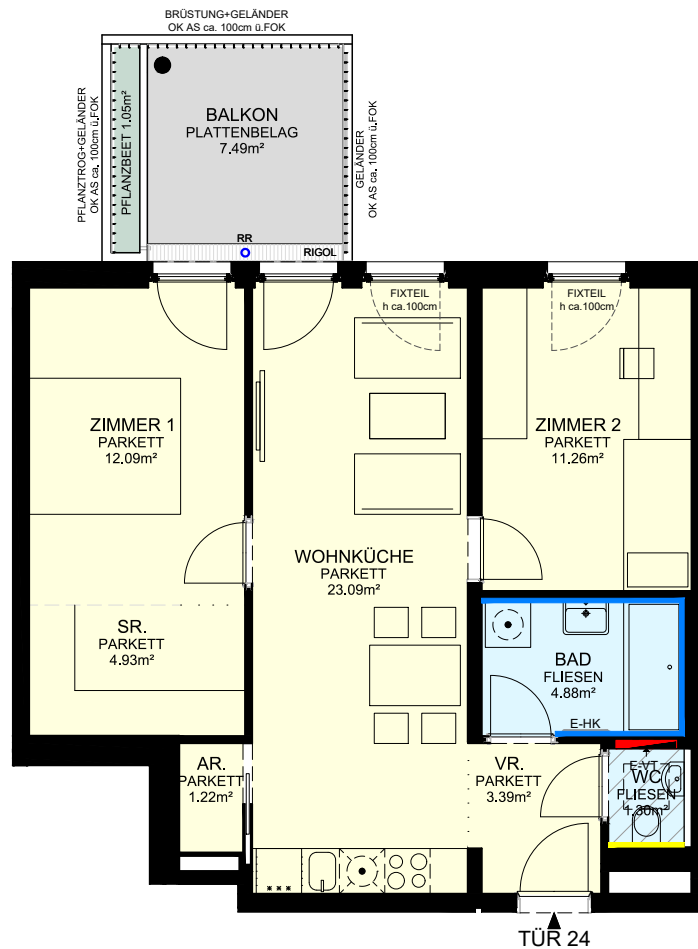 BRÜSTUNG+GELÄNDER
OK AS ca. 100cm ü.FOK
PFLANZTROG+GELÄNDER
OK AS ca. 100cm ü.FOK
PFLANZBEET 1.05m²
BALKON
PLATTENBELAG
7.49m²
GELÄNDER
OK AS ca. 100cm ü.FOK
RR
RIGOL
FIXTEIL
h ca.100cm
FIXTEIL
h ca.100cm
ZIMMER 1
PARKETT
12.09m²
ZIMMER 2
PARKETT
11.26m²
WOHNKÜCHE
PARKETT
23.09m²
SR.
PARKETT
4.93m²
BAD
FLIESEN
4.88m²
E-HK
AR.
PARKETT
1.22m²
VR.
PARKETT
3.39m²
E-VT
WC
FLIESEN
1.30m²
TÜR 24